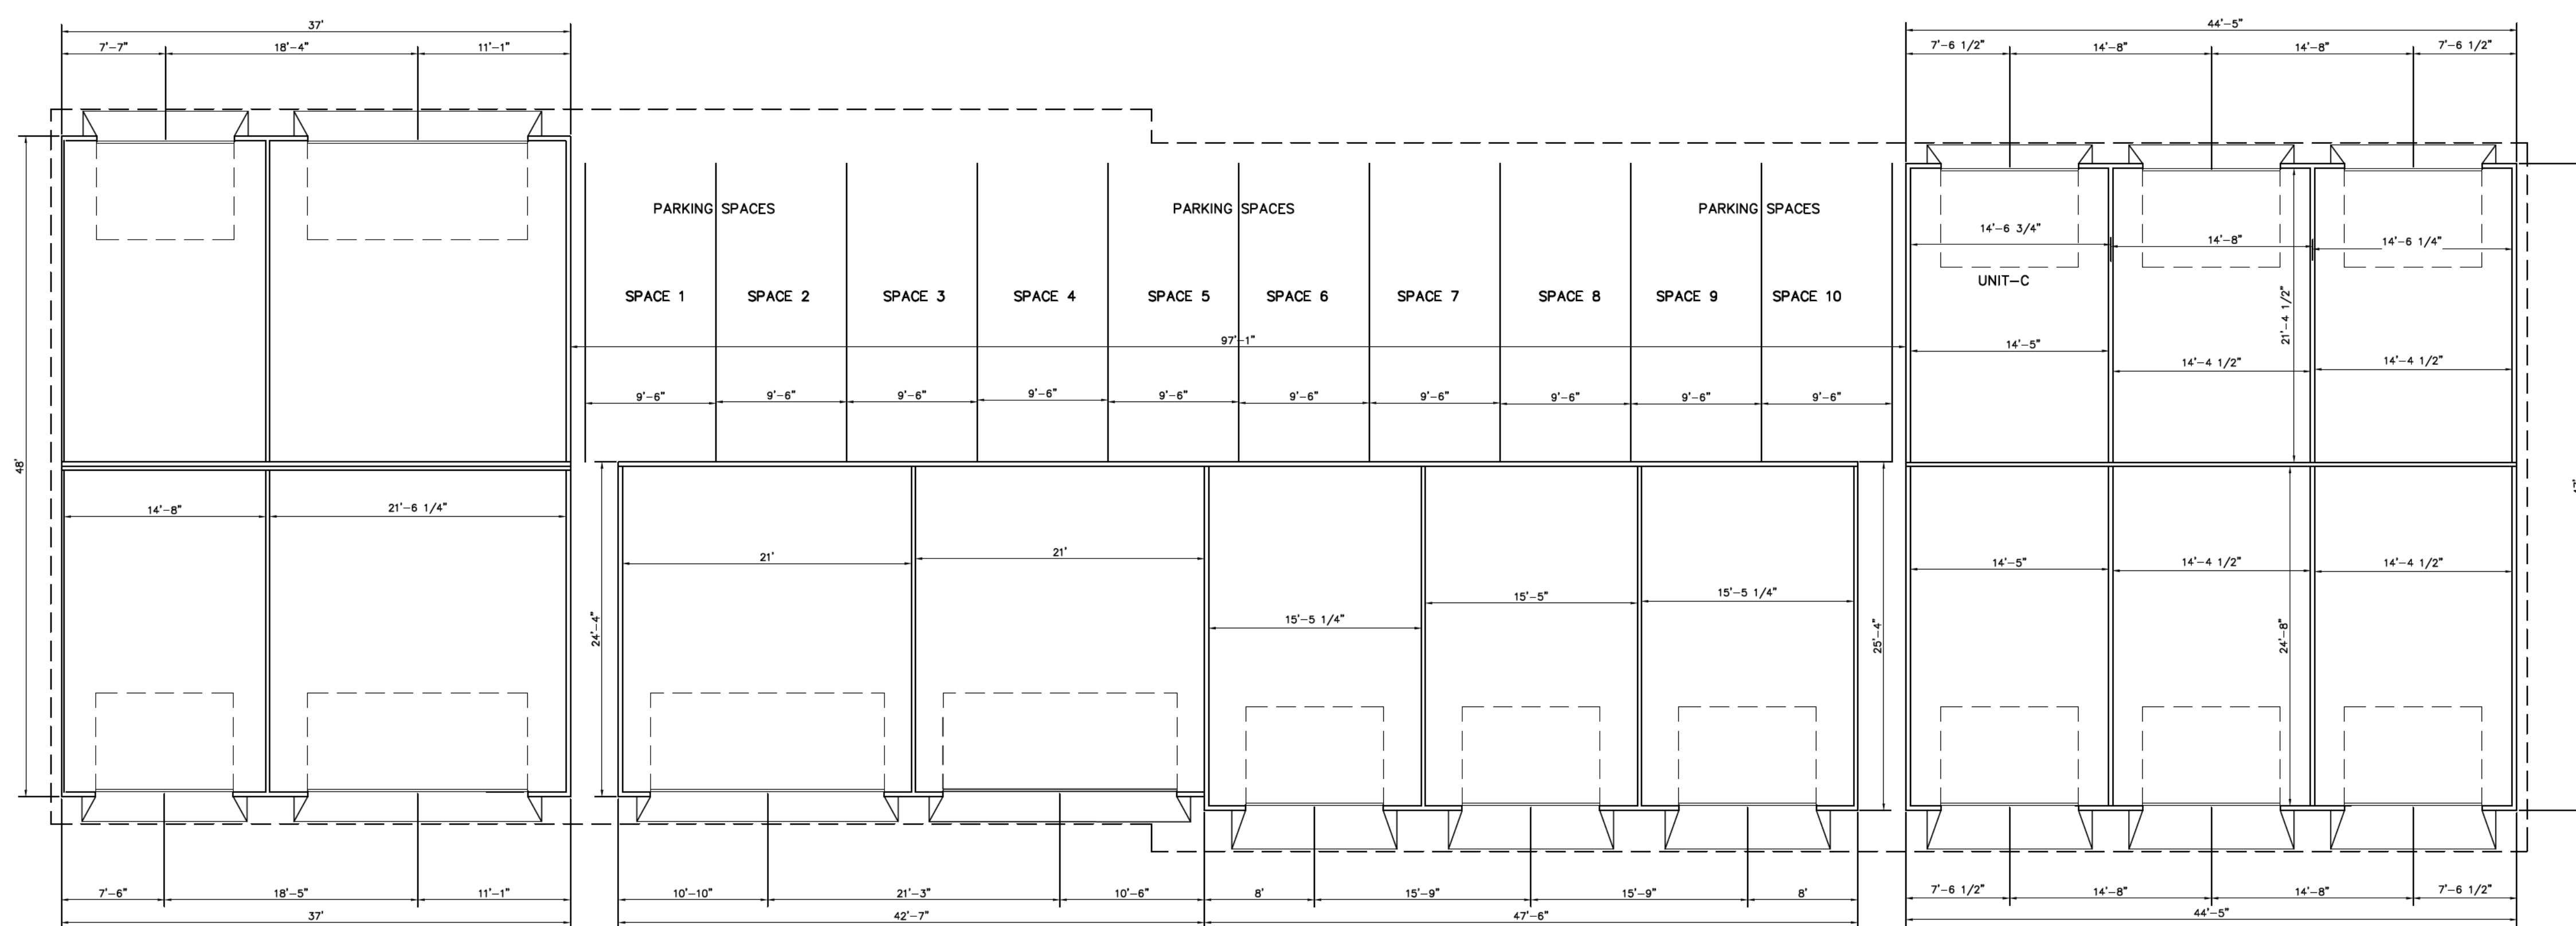 37'
44'-5"
7'-7" 18'-4" 11'-1"
7'-6 1/2" 14'-8" 14'-8" 7'-6 1/2"
PARKING SPACES PARKING SPACES PARKING SPACES
14'-6 3/4" 14'-8" 14'-6 1/4"
UNIT-C
SPACE 1 SPACE 2 SPACE 3 SPACE 4 SPACE 5 SPACE 6 SPACE 7 SPACE 8 SPACE 9 SPACE 10
21'-4 1/2"
97'-1"
14'-5" 14'-4 1/2" 14'-4 1/2"
9'-6" 9'-6" 9'-6" 9'-6" 9'-6" 9'-6" 9'-6" 9'-6" 9'-6" 9'-6"
48'
14'-8" 21'-6 1/4"
21' 21'
14'-5" 14'-4 1/2" 14'-4 1/2"
15'-5 1/4" 15'-5" 15'-5 1/4"
24'-4" 25'-4" 24'-8"
7'-6" 18'-5" 11'-1" 10'-10" 21'-3" 10'-6" 8' 15'-9" 15'-9" 8' 7'-6 1/2" 14'-8" 14'-8" 7'-6 1/2"
37' 42'-7" 47'-6" 44'-5"